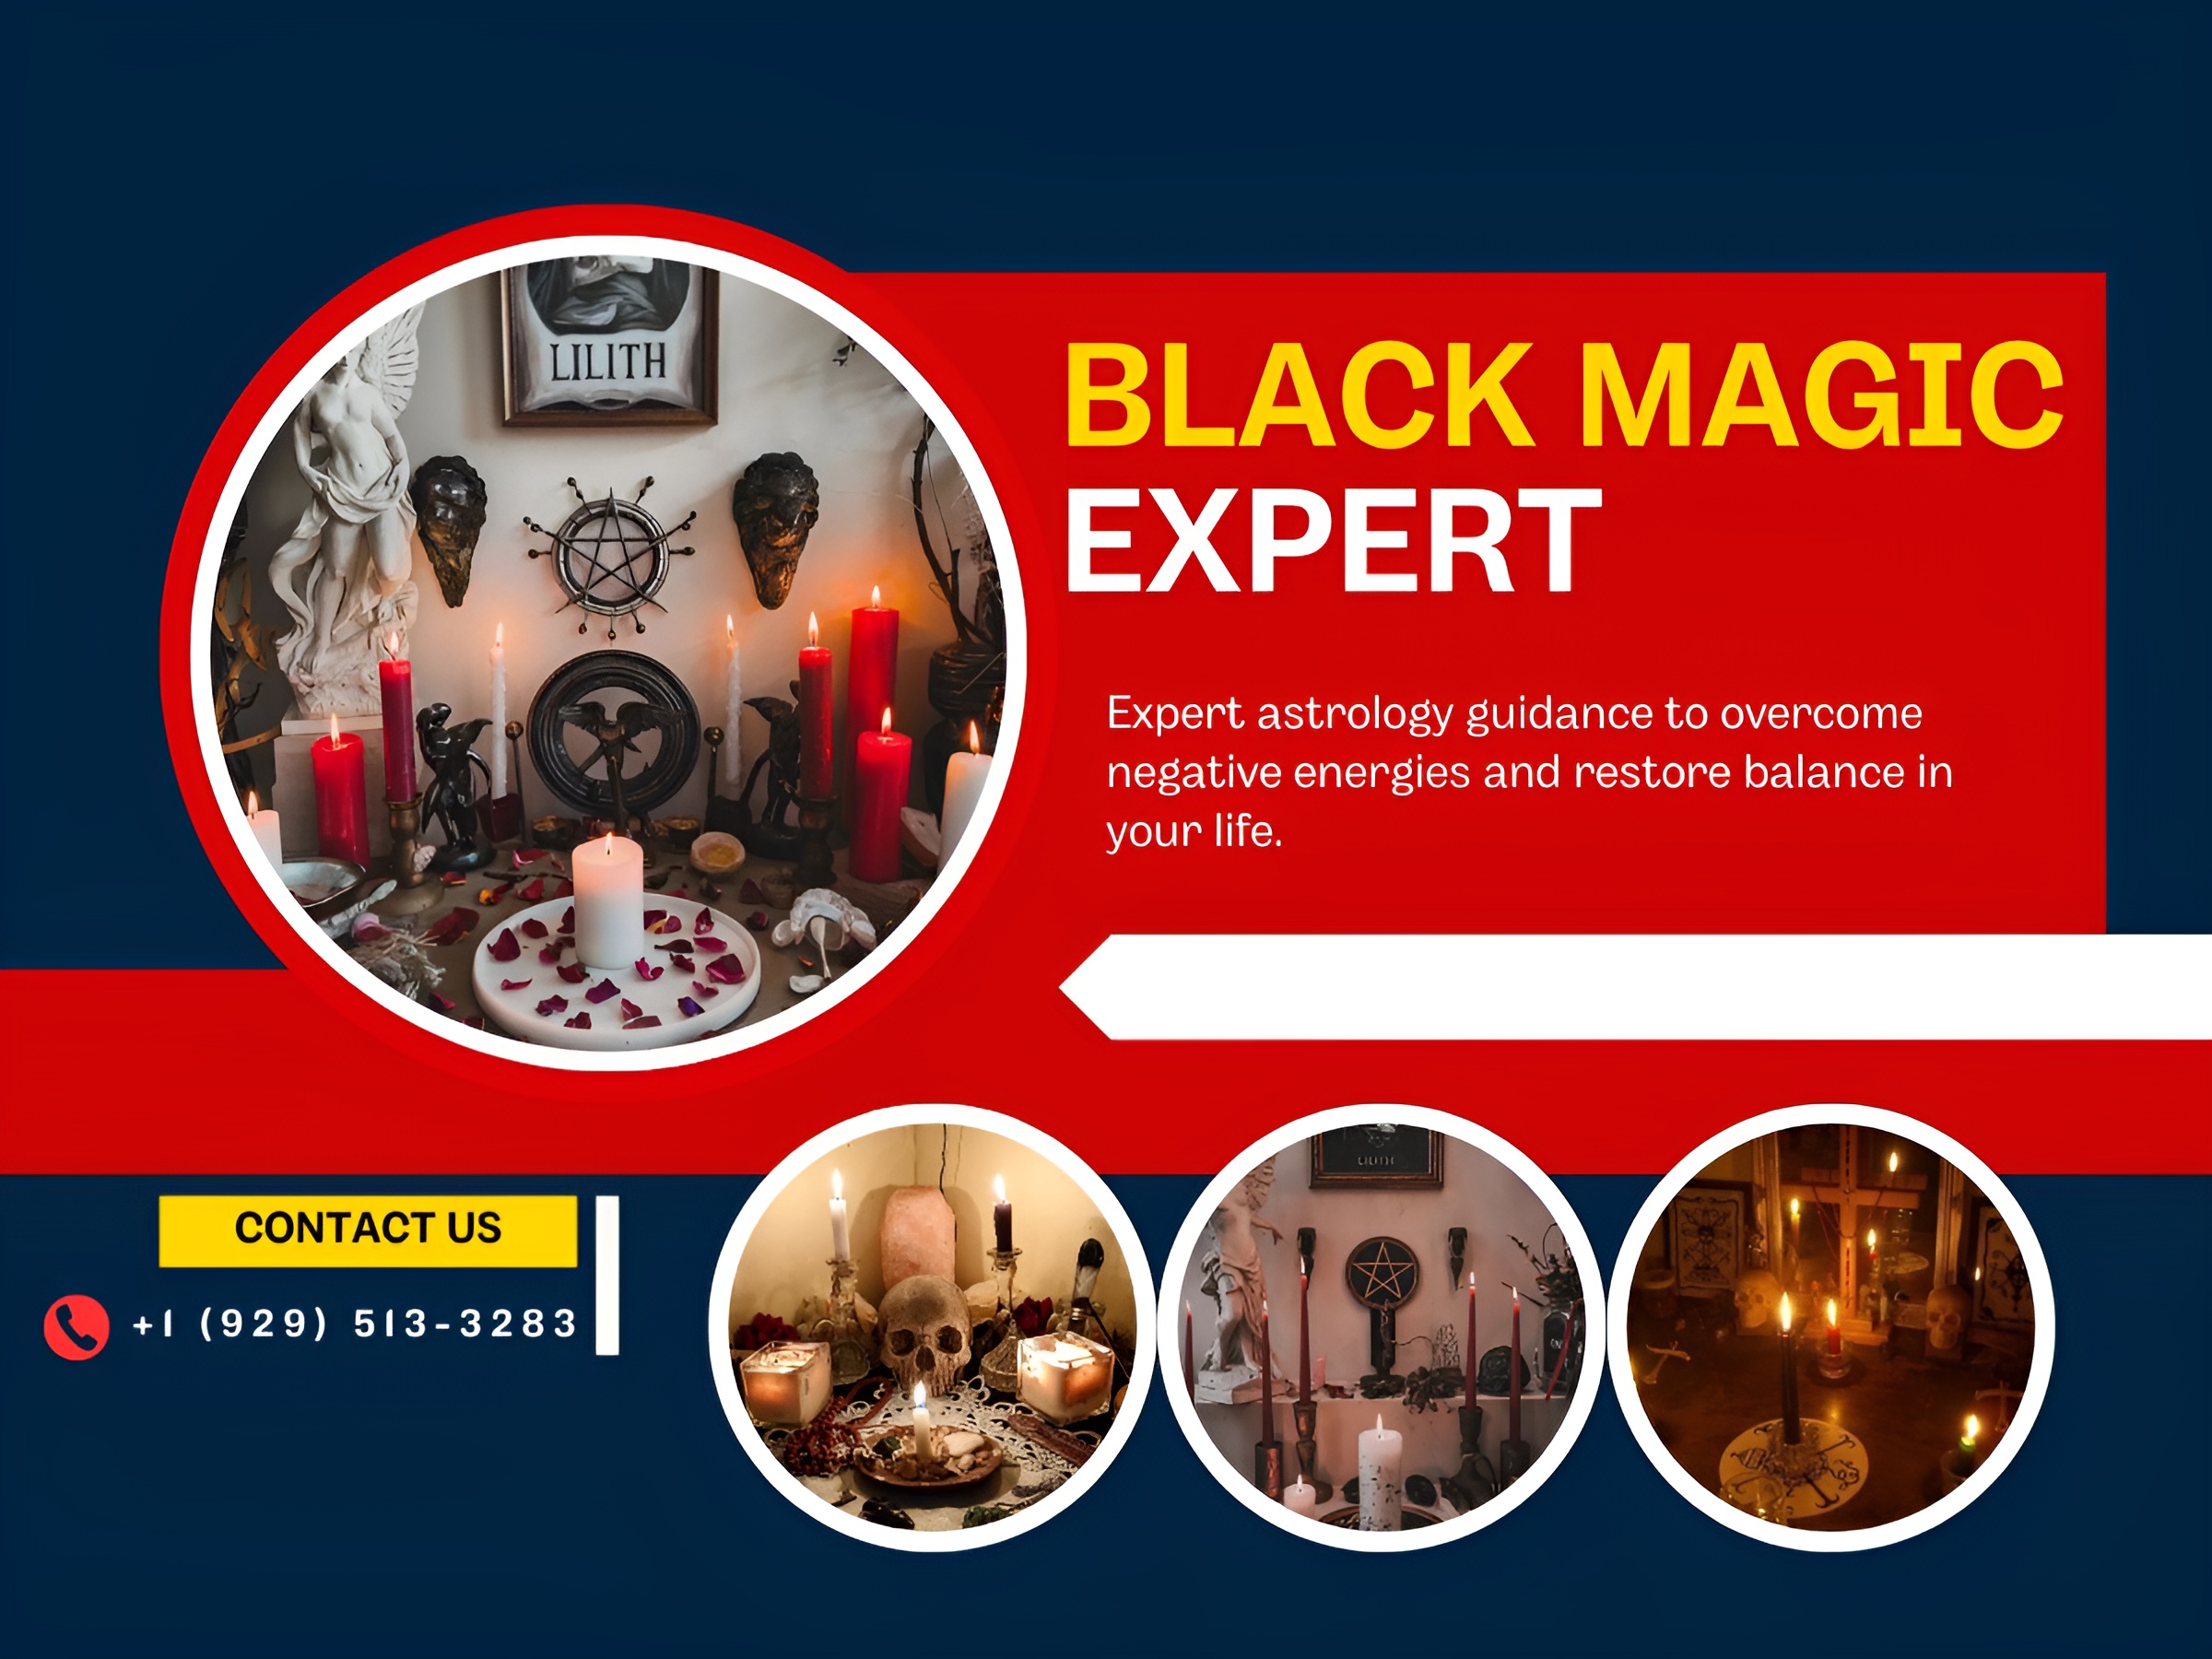 LILITH
BLACK MAGIC
EXPERT
Expert astrology guidance to overcome
negative energies and restore balance in
your life.
CONTACT US
+1 (929) 513-3283
LILITH